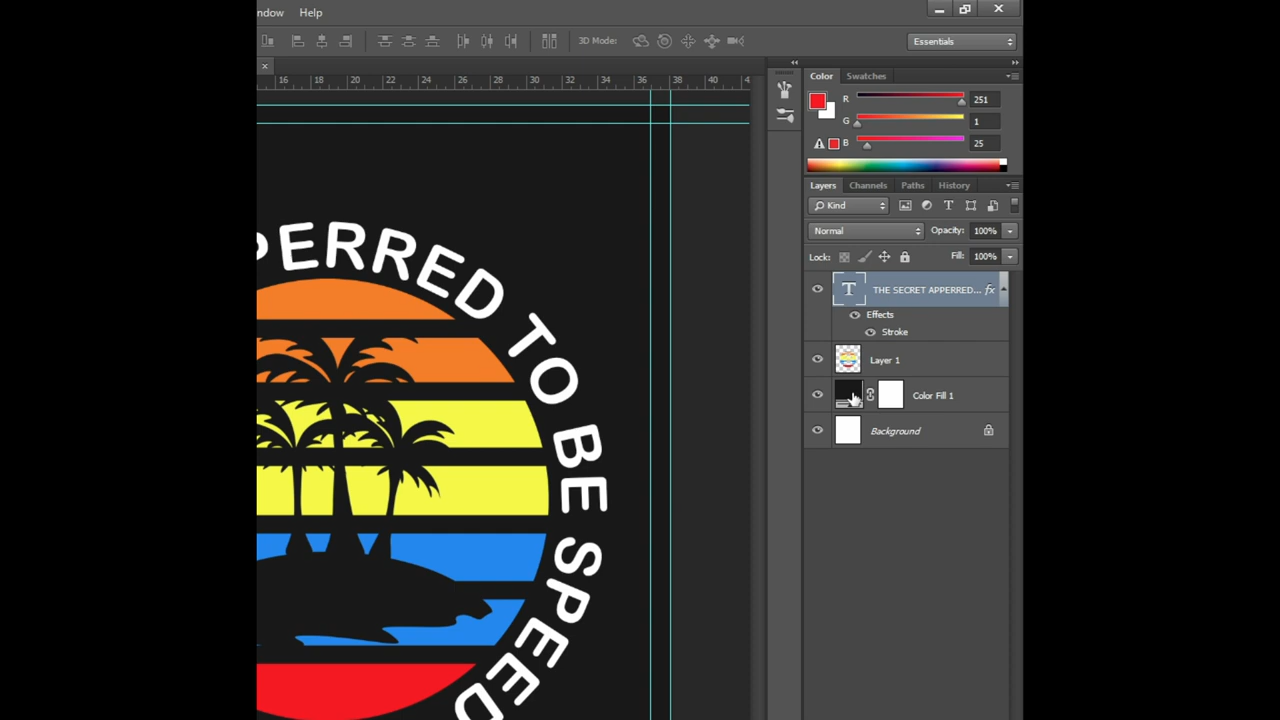 Help
3D Mode:
Essentials
16 18 20 22 24 26 28 30 32 34 36 38 40
Color Swatches
R 251
G 1
B 25
Layers Channels Paths History
Kind
Normal Opacity: 100%
Lock: Fill: 100%
T THE SECRET APPERRED... fx
Effects
Stroke
Layer 1
Color Fill 1
Background
PERRED TO BE SPEED